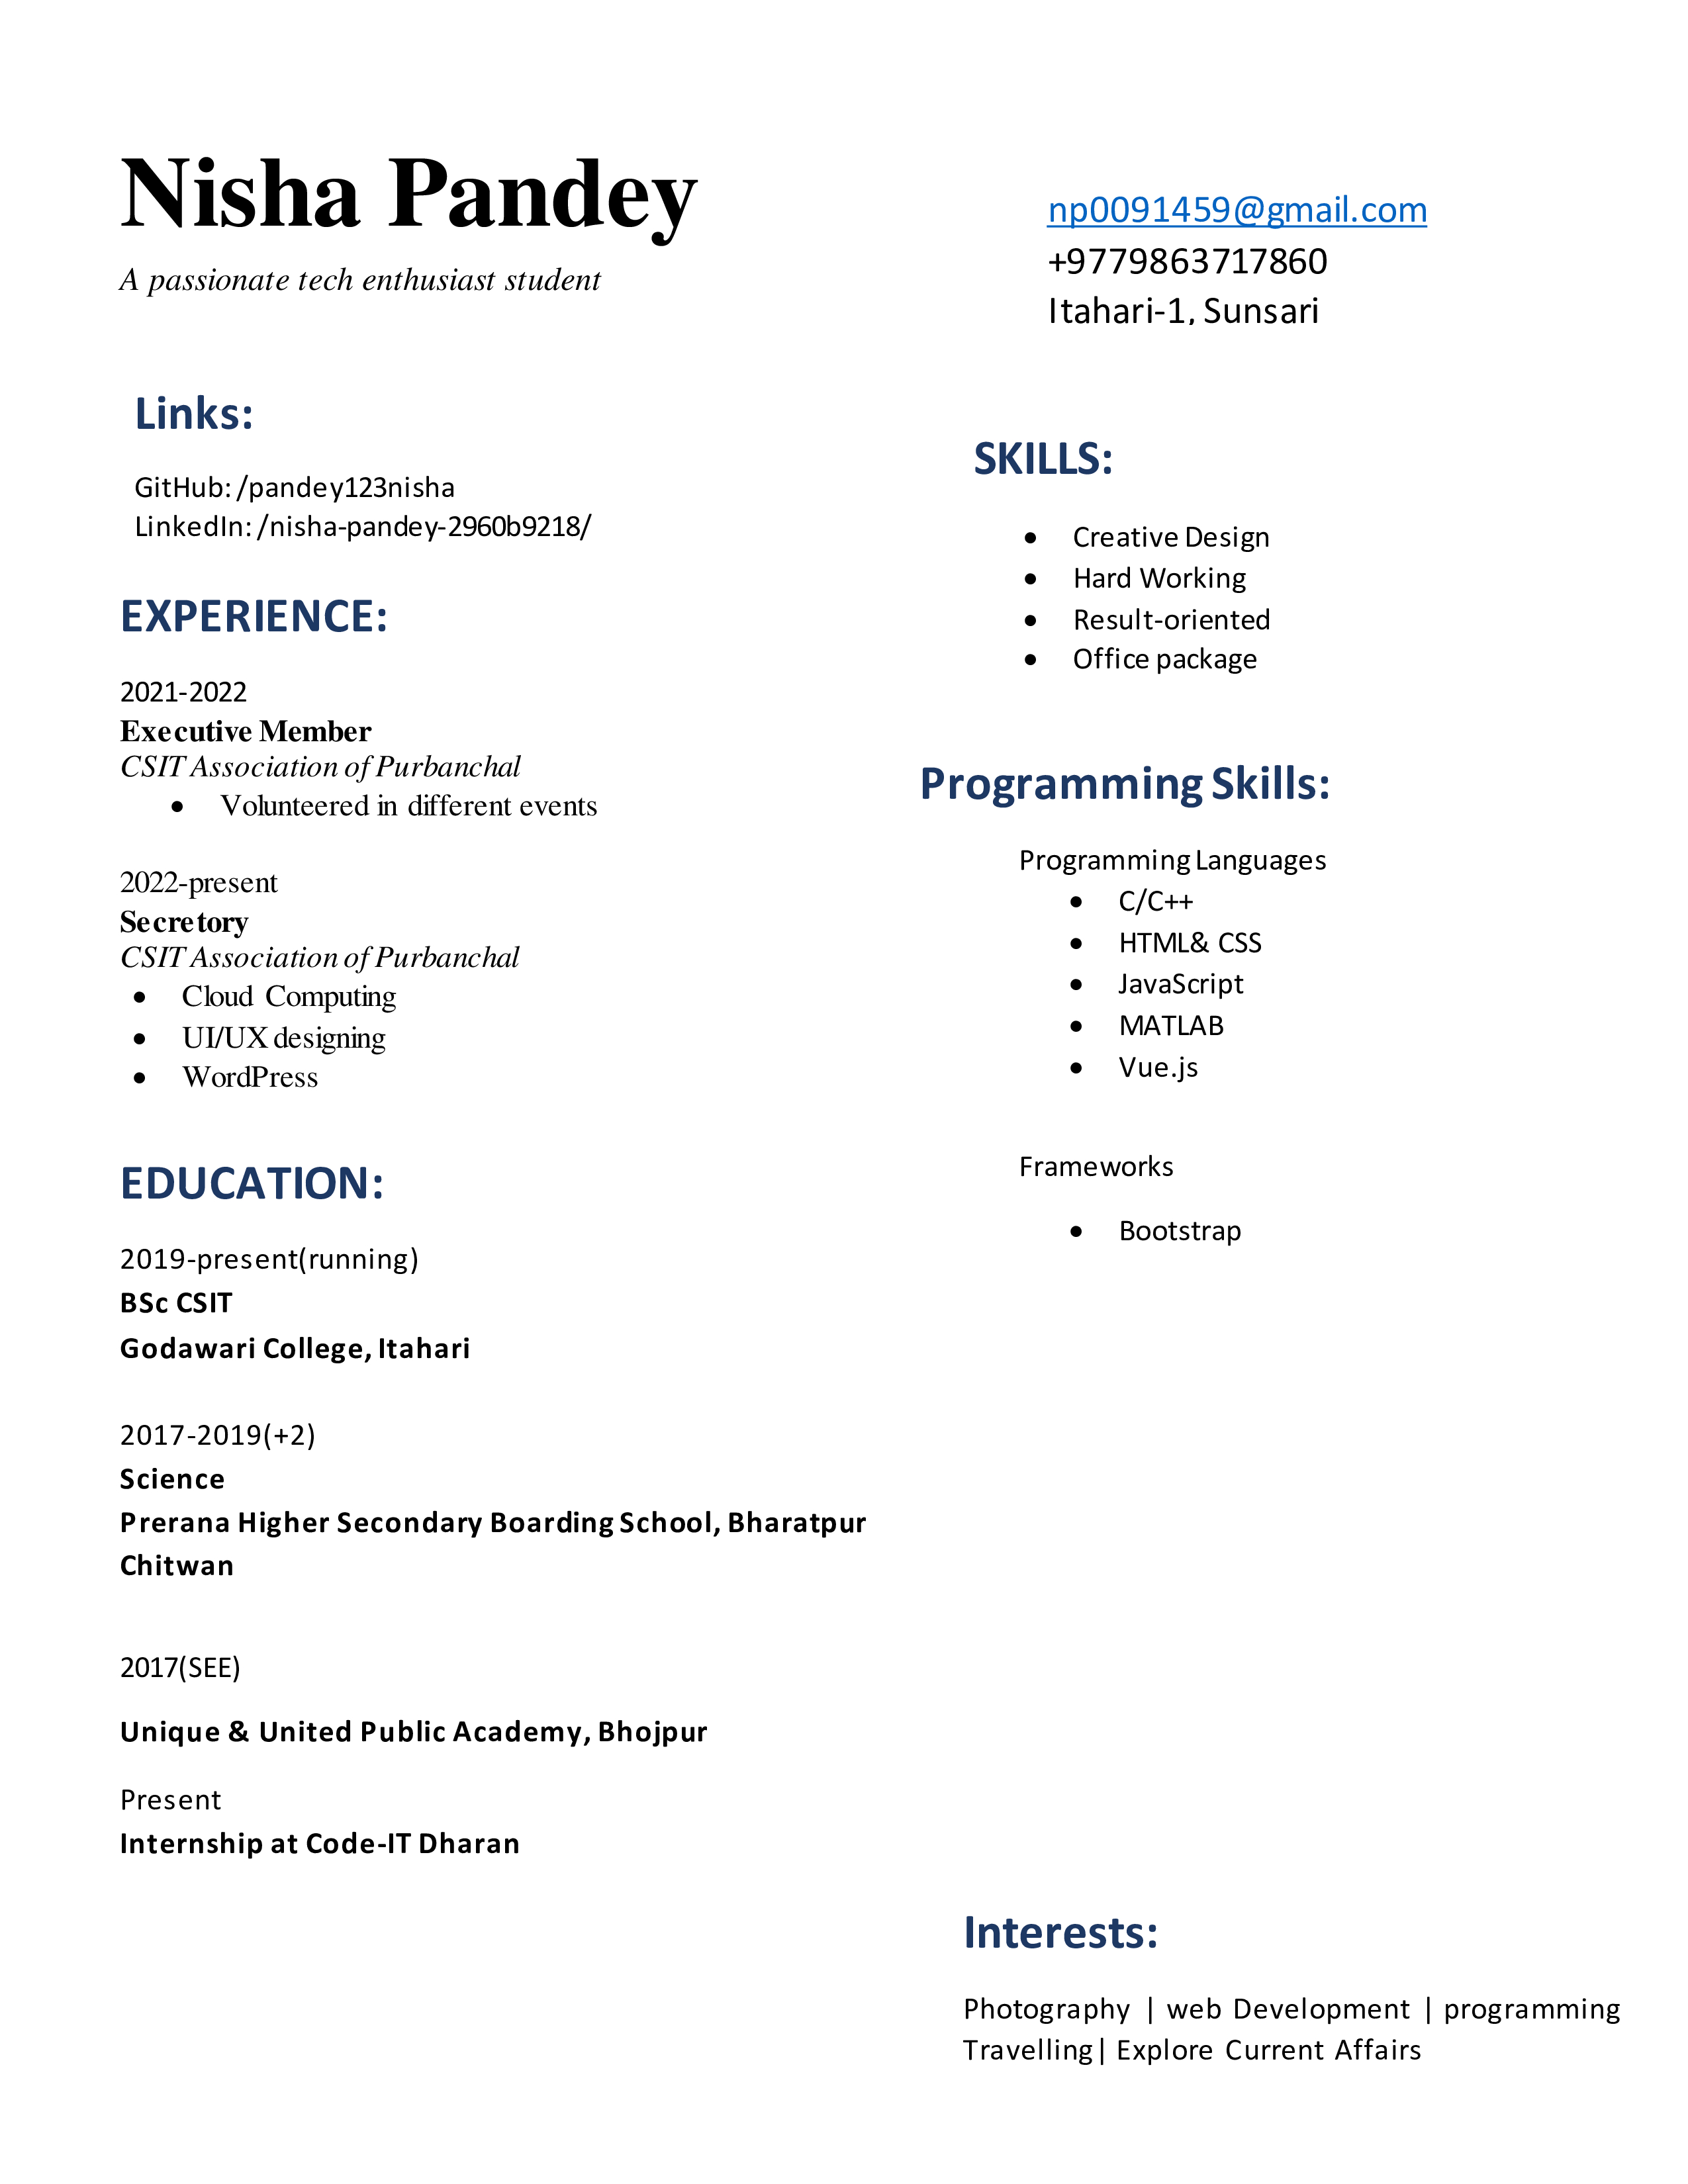 Nisha Pandey
A passionate tech enthusiast student
np0091459@gmail.com
+9779863717860
Itahari-1, Sunsari
Links:
GitHub: /pandey123nisha
LinkedIn: /nisha-pandey-2960b9218/
EXPERIENCE:
2021-2022
Executive Member
CSIT Association of Purbanchal
• Volunteered in different events
2022-present
Secretory
CSIT Association of Purbanchal
• Cloud Computing
• UI/UX designing
• WordPress
EDUCATION:
2019-present(running)
BSc CSIT
Godawari College, Itahari
2017-2019(+2)
Science
Prerana Higher Secondary Boarding School, Bharatpur
Chitwan
2017(SEE)
Unique & United Public Academy, Bhojpur
Present
Internship at Code-IT Dharan
SKILLS:
• Creative Design
• Hard Working
• Result-oriented
• Office package
Programming Skills:
Programming Languages
• C/C++
• HTML& CSS
• JavaScript
• MATLAB
• Vue.js
Frameworks
• Bootstrap
Interests:
Photography | web Development | programming
Travelling| Explore Current Affairs